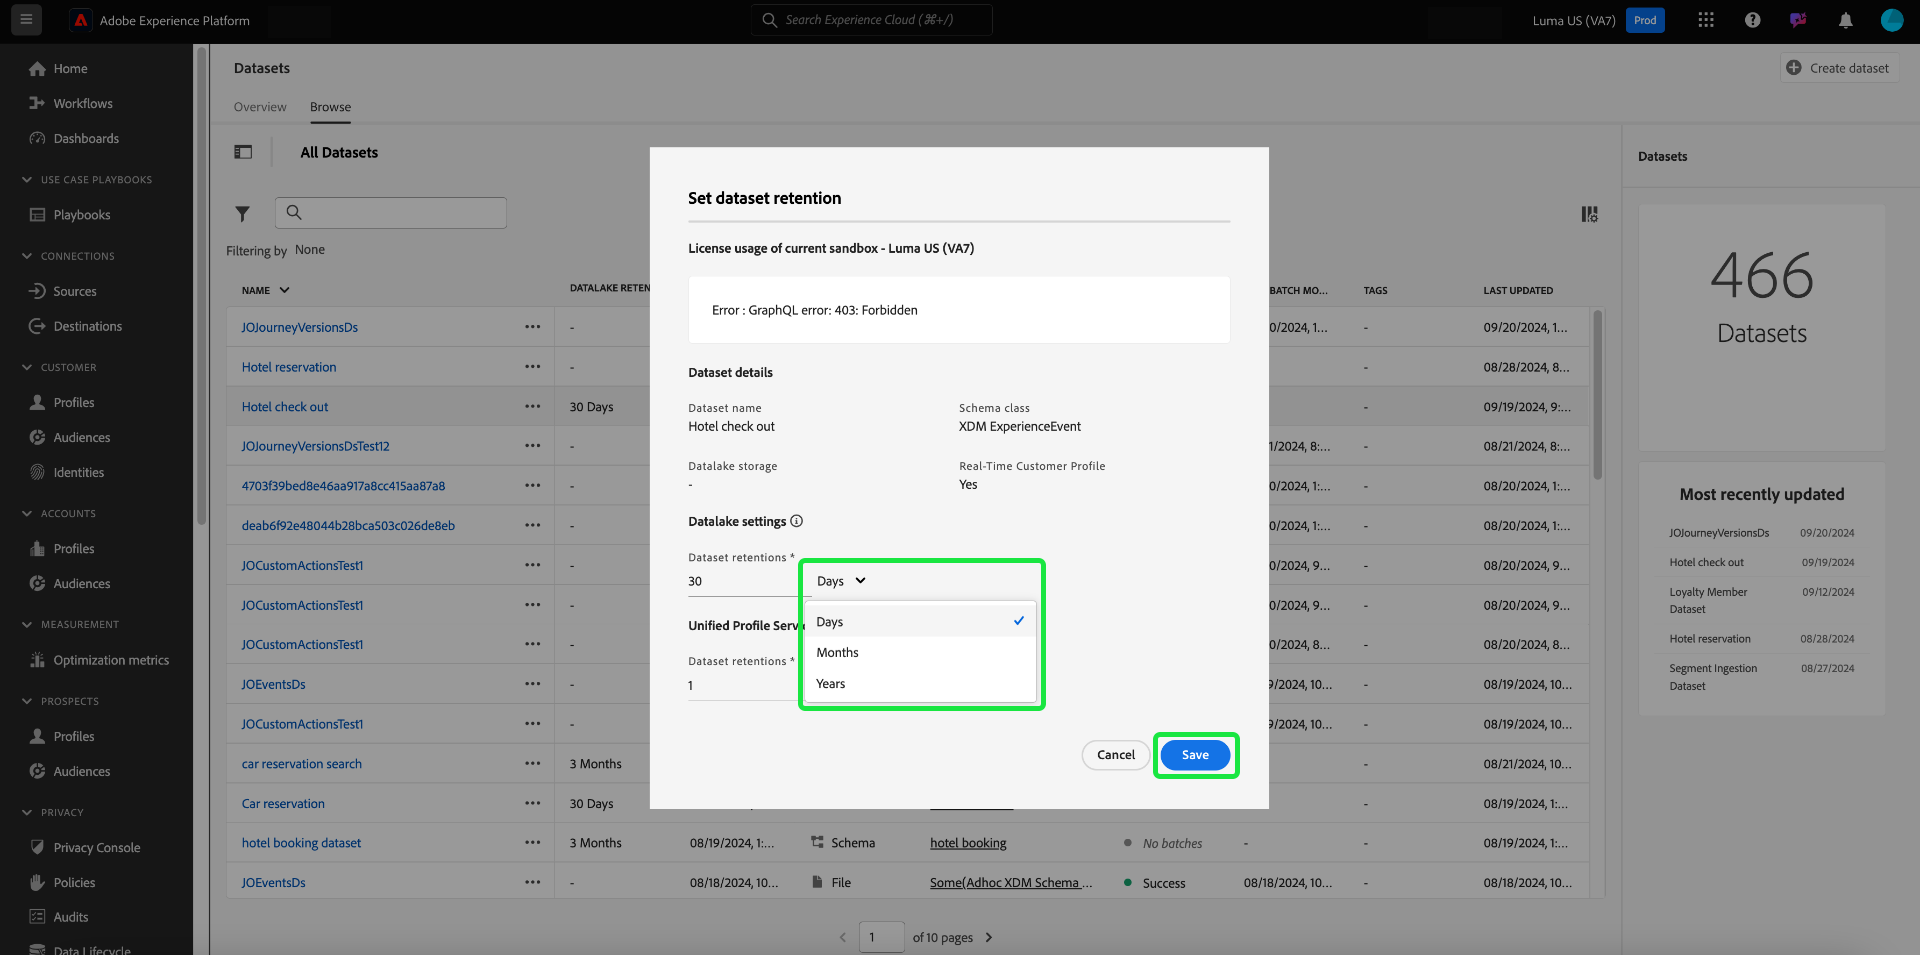 Adobe Experience Platform
Search Experience Cloud (⌘+/)
Luma US (VA7)
Prod
Home
Workflows
Dashboards
USE CASE PLAYBOOKS
Playbooks
CONNECTIONS
Sources
Destinations
CUSTOMER
Profiles
Audiences
Identities
ACCOUNTS
Profiles
Audiences
MEASUREMENT
Optimization metrics
PROSPECTS
Profiles
Audiences
PRIVACY
Privacy Console
Policies
Audits
Data Lifecycle
Datasets
Create dataset
Overview Browse
All Datasets
Filtering by None
NAME DATALAKE RETEN BATCH MO... TAGS LAST UPDATED
JOJourneyVersionsDs ••• - 0/2024, 1:... - 09/20/2024, 1...
Hotel reservation ••• - - 08/28/2024, 8...
Hotel check out ••• 30 Days - 09/19/2024, 9:...
JOJourneyVersionsDsTest12 ••• - 1/2024, 8:... - 08/21/2024, 8:...
4703f39bed8e46aa917a8cc415aa87a8 ••• - 0/2024, 1:... - 08/20/2024, 1:...
deab6f92e48044b28bca503c026de8eb ••• - 0/2024, 1:... - 08/20/2024, 1:...
JOCustomActionsTest1 ••• - 0/2024, 9... - 08/20/2024, 9...
JOCustomActionsTest1 ••• - 0/2024, 9... - 08/20/2024, 9...
JOCustomActionsTest1 ••• - 0/2024, 8... - 08/20/2024, 8...
JOEventsDs ••• - 9/2024, 10... - 08/19/2024, 10...
JOCustomActionsTest1 ••• - 9/2024, 10... - 08/19/2024, 10...
car reservation search ••• 3 Months - 08/21/2024, 10...
Car reservation ••• 30 Days - 08/19/2024, 1:...
hotel booking dataset ••• 3 Months 08/19/2024, 1:... Schema hotel booking No batches - - 08/19/2024, 1:...
JOEventsDs ••• - 08/18/2024, 10... File Some(Adhoc XDM Schema ... Success 08/18/2024, 10... - 08/18/2024, 10...
1 of 10 pages
Set dataset retention
License usage of current sandbox - Luma US (VA7)
Error : GraphQL error: 403: Forbidden
Dataset details
Dataset name Schema class
Hotel check out XDM ExperienceEvent
Datalake storage Real-Time Customer Profile
- Yes
Datalake settings
Dataset retentions *
30 Days
Days
Months
Years
Unified Profile Servic
Dataset retentions *
1
Cancel Save
Datasets
466
Datasets
Most recently updated
JOJourneyVersionsDs 09/20/2024
Hotel check out 09/19/2024
Loyalty Member 09/12/2024
Dataset
Hotel reservation 08/28/2024
Segment Ingestion 08/27/2024
Dataset